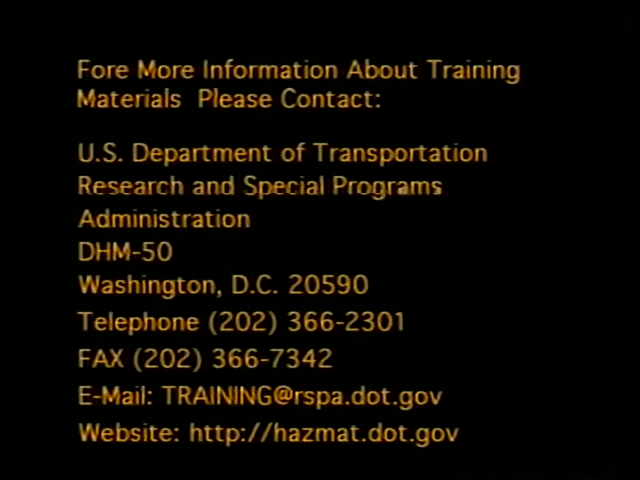 Fore More Information About Training
Materials Please Contact:
U.S. Department of Transportation
Research and Special Programs
Administration
DHM-50
Washington, D.C. 20590
Telephone (202) 366-2301
FAX (202) 366-7342
E-Mail: TRAINING@rspa.dot.gov
Website: http://hazmat.dot.gov